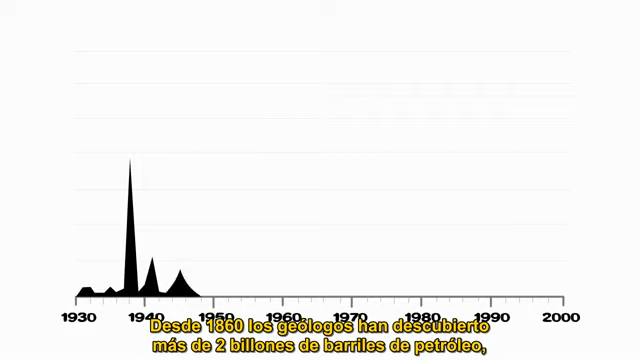 1930 1940 1950 1960 1970 1980 1990 2000
Desde 1860 los geólogos han descubierto
más de 2 billones de barriles de petróleo,